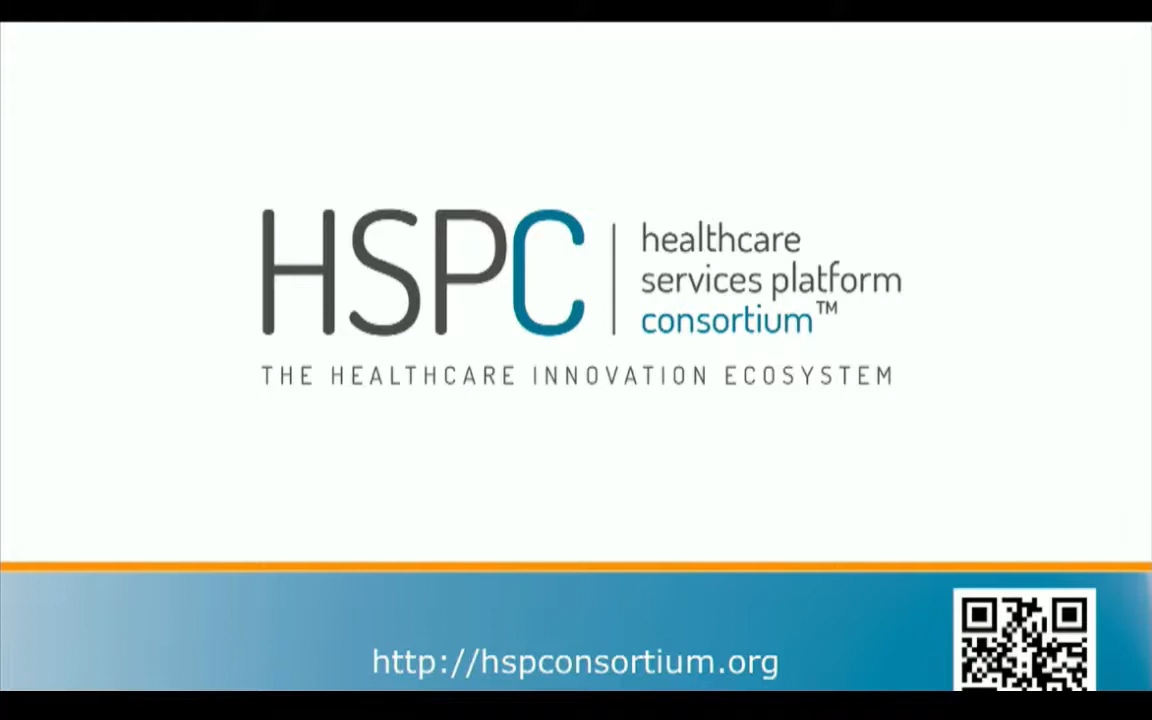 HSPC
healthcare
services platform
consortium™
THE HEALTHCARE INNOVATION ECOSYSTEM
http://hspconsortium.org